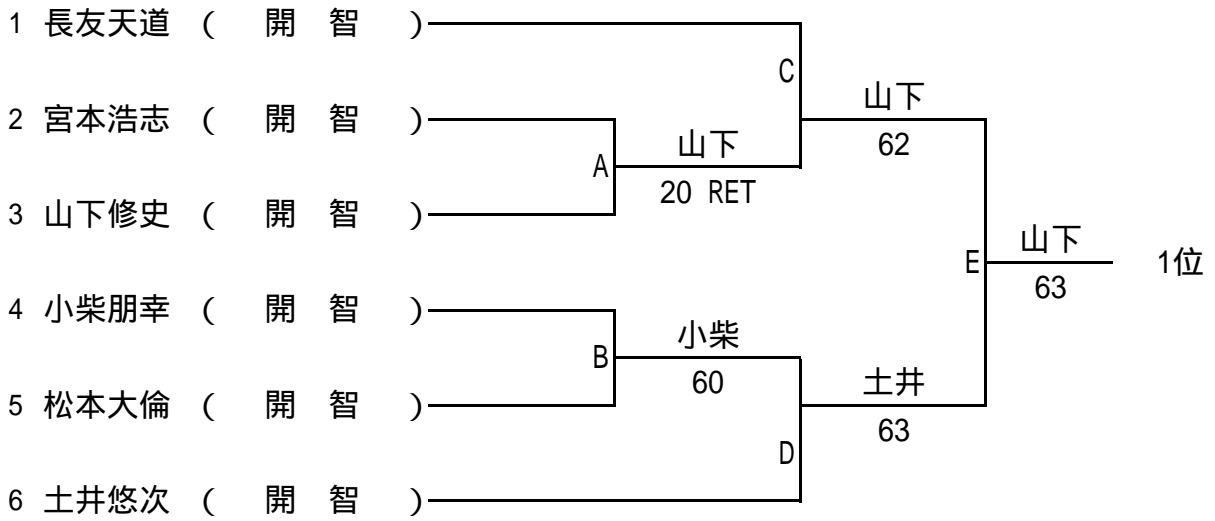 1 長友天道 ( 開 智 )
C
山下
62
2 宮本浩志 ( 開 智 )
A
山下
20 RET
3 山下修史 ( 開 智 )
E
山下
63
1位
4 小柴朋幸 ( 開 智 )
B
小柴
60
5 松本大倫 ( 開 智 )
土井
63
D
6 土井悠次 ( 開 智 )